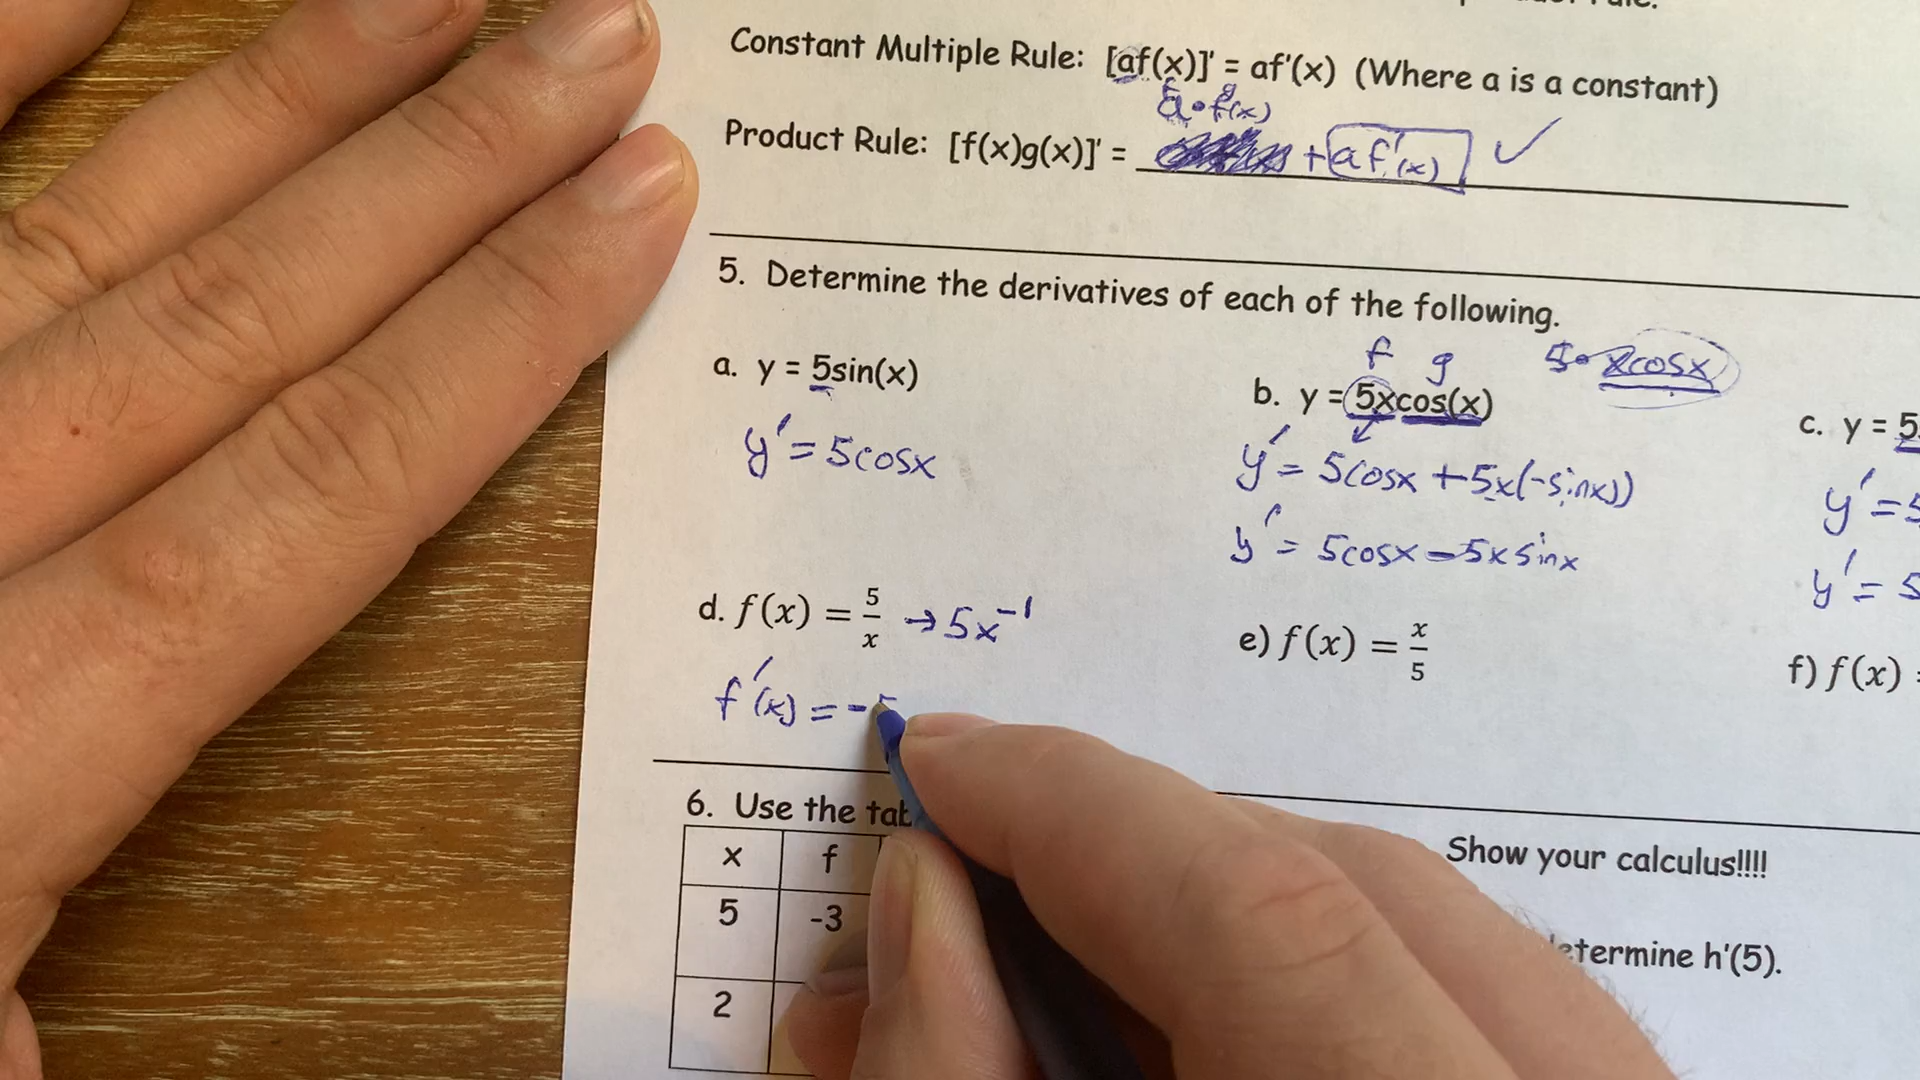 Constant Multiple Rule: [af(x)]' = af'(x) (Where a is a constant)
f g
a•f(x)
Product Rule: [f(x)g(x)]' = + af'(x) ✓
5. Determine the derivatives of each of the following.
f g
a. y = 5sin(x)
b. y = 5xcos(x)
5•xcosx
c. y = 5
y' = 5cosx
y' = 5cosx +5x(-sinx))
y' = 5
y' = 5cosx - 5x sinx
y' = 5
d. f(x) = 5/x → 5x⁻¹
e) f(x) = x/5
f) f(x) =
f'(x) = -5
6. Use the tab
Show your calculus!!!!
x f
5 -3
etermine h'(5).
2